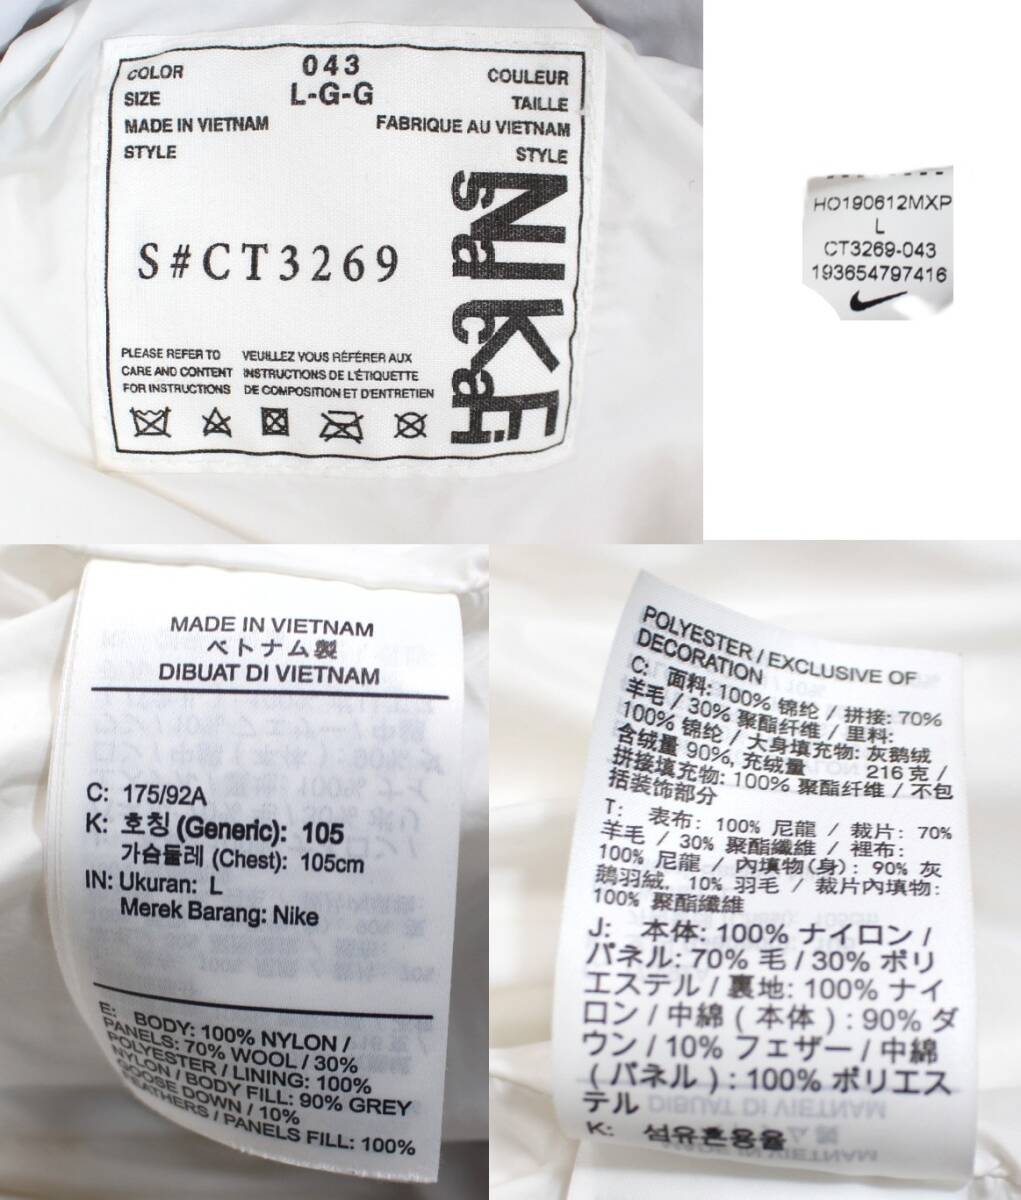 COLOR 043 COULEUR
SIZE L-G-G TAILLE
MADE IN VIETNAM FABRIQUE AU VIETNAM
STYLE STYLE
S#CT3269
NIKE
sacai
PLEASE REFER TO VEUILLEZ VOUS RÉFÉRER AUX
CARE AND CONTENT INSTRUCTIONS DE L'ÉTIQUETTE
FOR INSTRUCTIONS DE COMPOSITION ET D'ENTRETIEN
HO190612MXP
L
CT3269-043
193654797416
MADE IN VIETNAM
ベトナム製
DIBUAT DI VIETNAM
C: 175/92A
K: 호칭 (Generic): 105
가슴둘레 (Chest): 105cm
IN: Ukuran: L
Merek Barang: Nike
E: BODY: 100% NYLON /
PANELS: 70% WOOL / 30%
POLYESTER / LINING: 100%
NYLON / BODY FILL: 90% GREY
GOOSE DOWN / 10%
FEATHERS / PANELS FILL: 100%
POLYESTER / EXCLUSIVE OF
DECORATION
C: 面料: 100% 锦纶 / 拼接: 70%
羊毛 / 30% 聚酯纤维 / 里料:
100% 锦纶 / 大身填充物: 灰鹅绒
含绒量 90%, 充绒量 216 克 /
拼接填充物: 100% 聚酯纤维 / 不包
括装饰部分
T: 表布: 100% 尼龍 / 裁片: 70%
羊毛 / 30% 聚酯纖維 / 裡布:
100% 尼龍 / 內填物(身): 90% 灰
鵝羽絨, 10% 羽毛 / 裁片內填物:
100% 聚酯纖維
J: 本体: 100% ナイロン /
パネル: 70% 毛 / 30% ポリ
エステル / 裏地: 100% ナイ
ロン / 中綿 ( 本体 ) : 90% ダ
ウン / 10% フェザー / 中綿
( パネル ) : 100% ポリエス
テル
K: 섬유혼용율